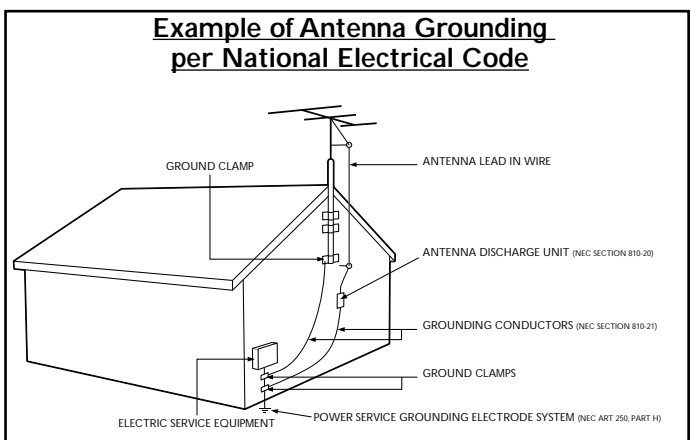 Example of Antenna Grounding
per National Electrical Code
GROUND CLAMP
ANTENNA LEAD IN WIRE
ANTENNA DISCHARGE UNIT (NEC SECTION 810-20)
GROUNDING CONDUCTORS (NEC SECTION 810-21)
GROUND CLAMPS
ELECTRIC SERVICE EQUIPMENT
POWER SERVICE GROUNDING ELECTRODE SYSTEM (NEC ART 250, PART H)